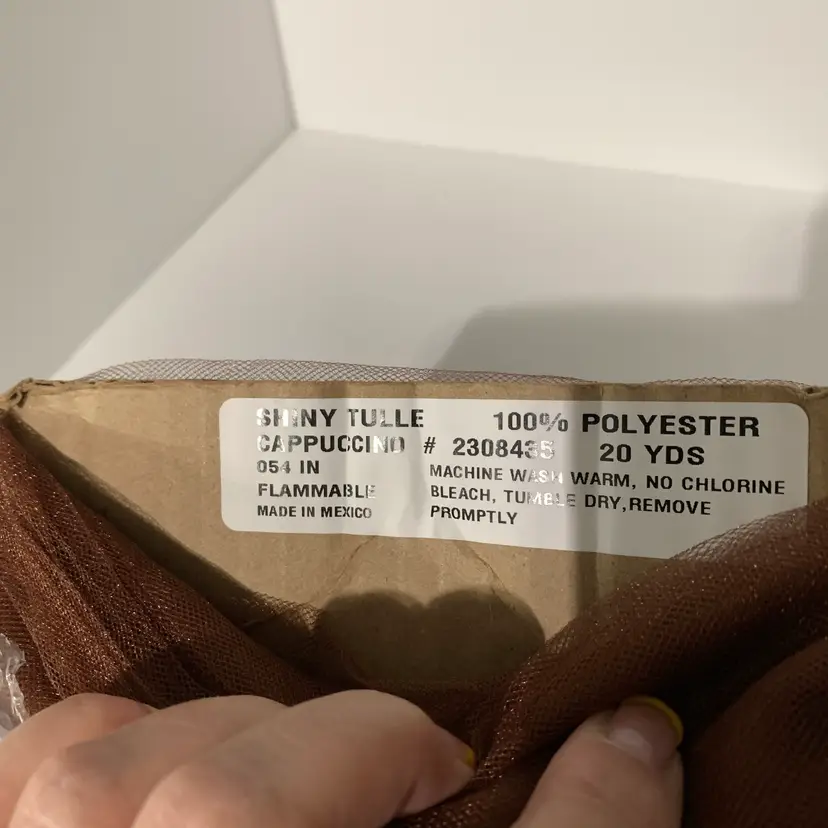 SHINY TULLE 100% POLYESTER
CAPPUCCINO # 2308435 20 YDS
054 IN MACHINE WASH WARM, NO CHLORINE
FLAMMABLE BLEACH, TUMBLE DRY,REMOVE
MADE IN MEXICO PROMPTLY